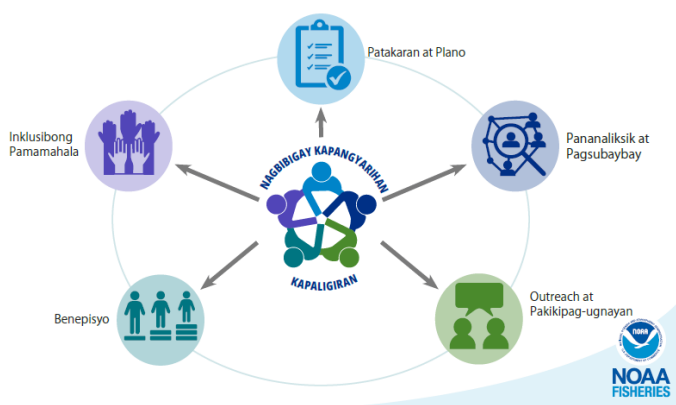 Patakaran at Plano
Inklusibong
Pamamahala
Pananaliksik at
Pagsubaybay
NAGBIBIGAY KAPANGYARIHAN
KAPALIGIRAN
Benepisyo
Outreach at
Pakikipag-ugnayan
NOAA
NOAA
FISHERIES